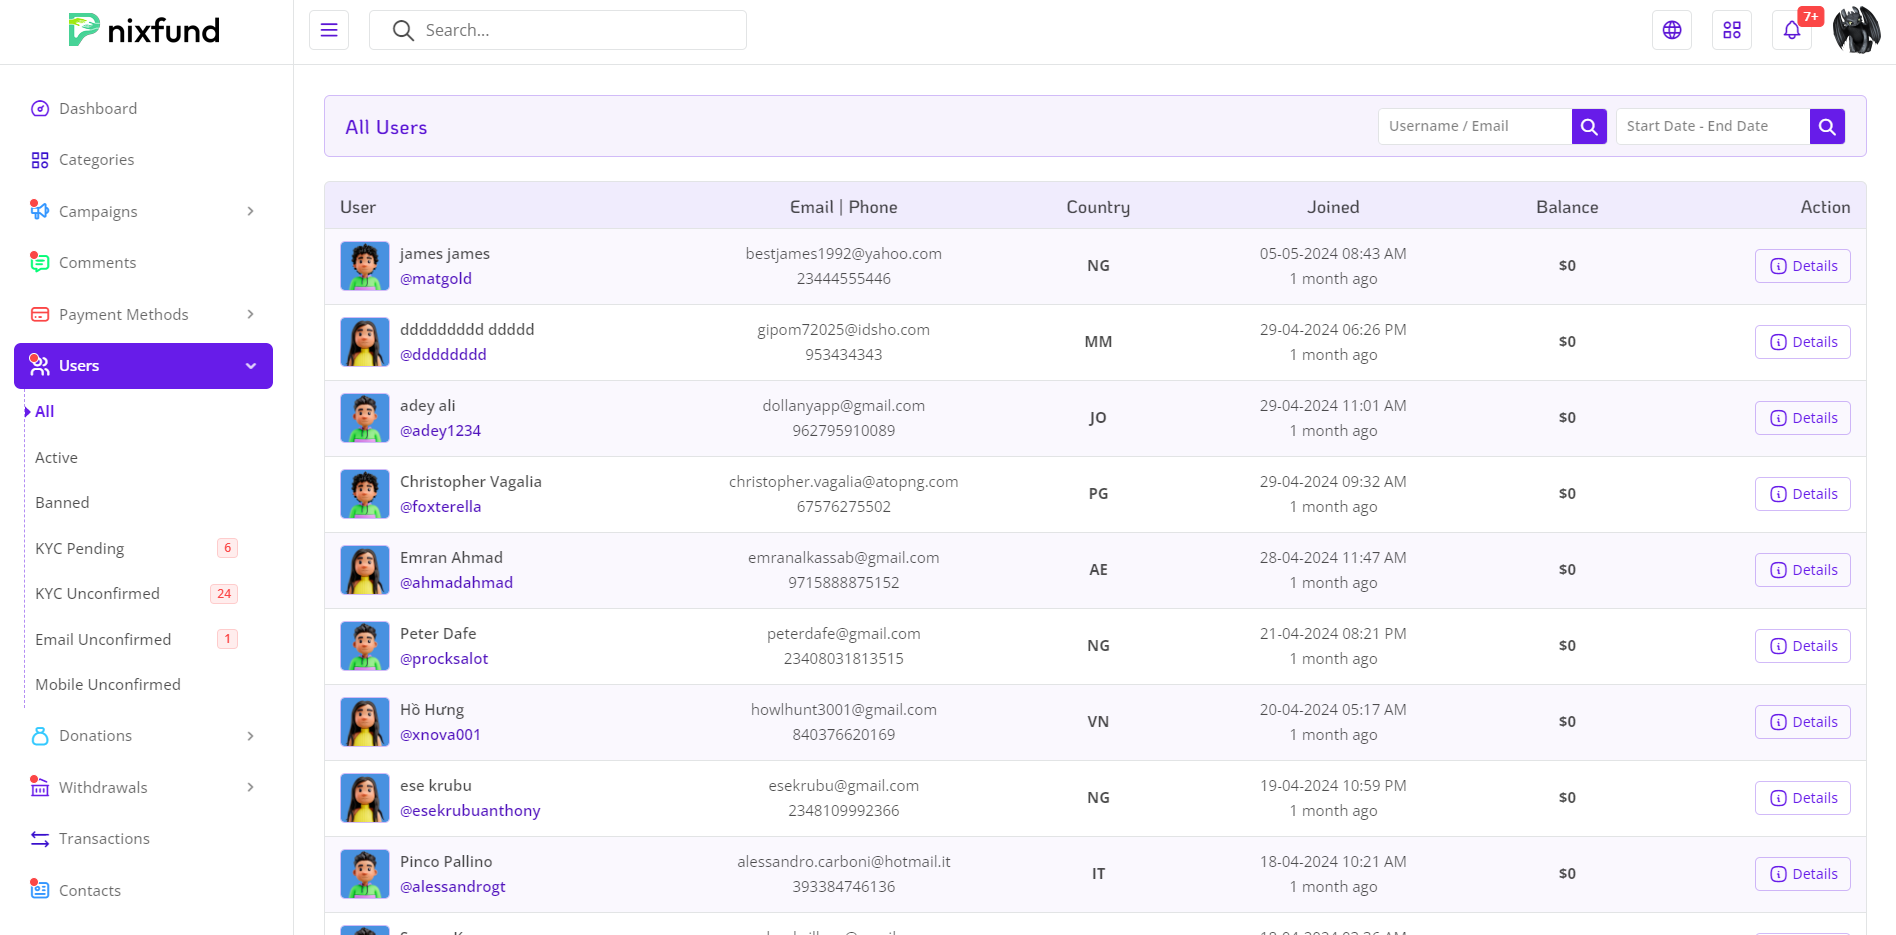 nixfund
Search...
7+
Dashboard
Categories
Campaigns
Comments
Payment Methods
Users
All
Active
Banned
KYC Pending 6
KYC Unconfirmed 24
Email Unconfirmed 1
Mobile Unconfirmed
Donations
Withdrawals
Transactions
Contacts
All Users
Username / Email
Start Date - End Date
User Email | Phone Country Joined Balance Action
james james bestjames1992@yahoo.com NG 05-05-2024 08:43 AM $0 Details
@matgold 23444555446 1 month ago
ddddddddd ddddd gipom72025@idsho.com MM 29-04-2024 06:26 PM $0 Details
@dddddddd 953434343 1 month ago
adey ali dollanyapp@gmail.com JO 29-04-2024 11:01 AM $0 Details
@adey1234 962795910089 1 month ago
Christopher Vagalia christopher.vagalia@atopng.com PG 29-04-2024 09:32 AM $0 Details
@foxterella 67576275502 1 month ago
Emran Ahmad emranalkassab@gmail.com AE 28-04-2024 11:47 AM $0 Details
@ahmadahmad 9715888875152 1 month ago
Peter Dafe peterdafe@gmail.com NG 21-04-2024 08:21 PM $0 Details
@procksalot 23408031813515 1 month ago
Hồ Hưng howlhunt3001@gmail.com VN 20-04-2024 05:17 AM $0 Details
@xnova001 840376620169 1 month ago
ese krubu esekrubu@gmail.com NG 19-04-2024 10:59 PM $0 Details
@esekrubuanthony 2348109992366 1 month ago
Pinco Pallino alessandro.carboni@hotmail.it IT 18-04-2024 10:21 AM $0 Details
@alessandrogt 393384746136 1 month ago